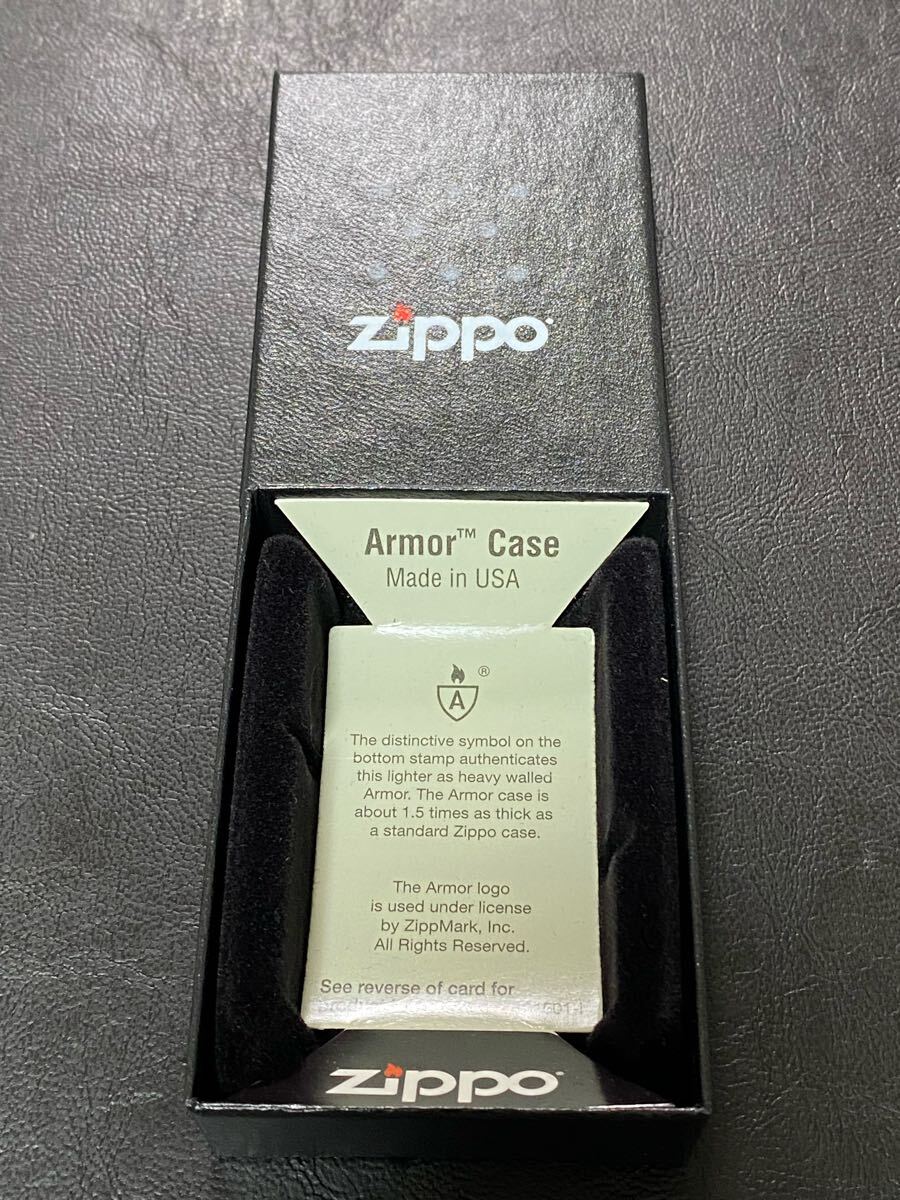 Zippo
Armor™ Case
Made in USA
®
A
The distinctive symbol on the
bottom stamp authenticates
this lighter as heavy walled
Armor. The Armor case is
about 1.5 times as thick as
a standard Zippo case.
The Armor logo
is used under license
by ZippMark, Inc.
All Rights Reserved.
See reverse of card for
Zippo